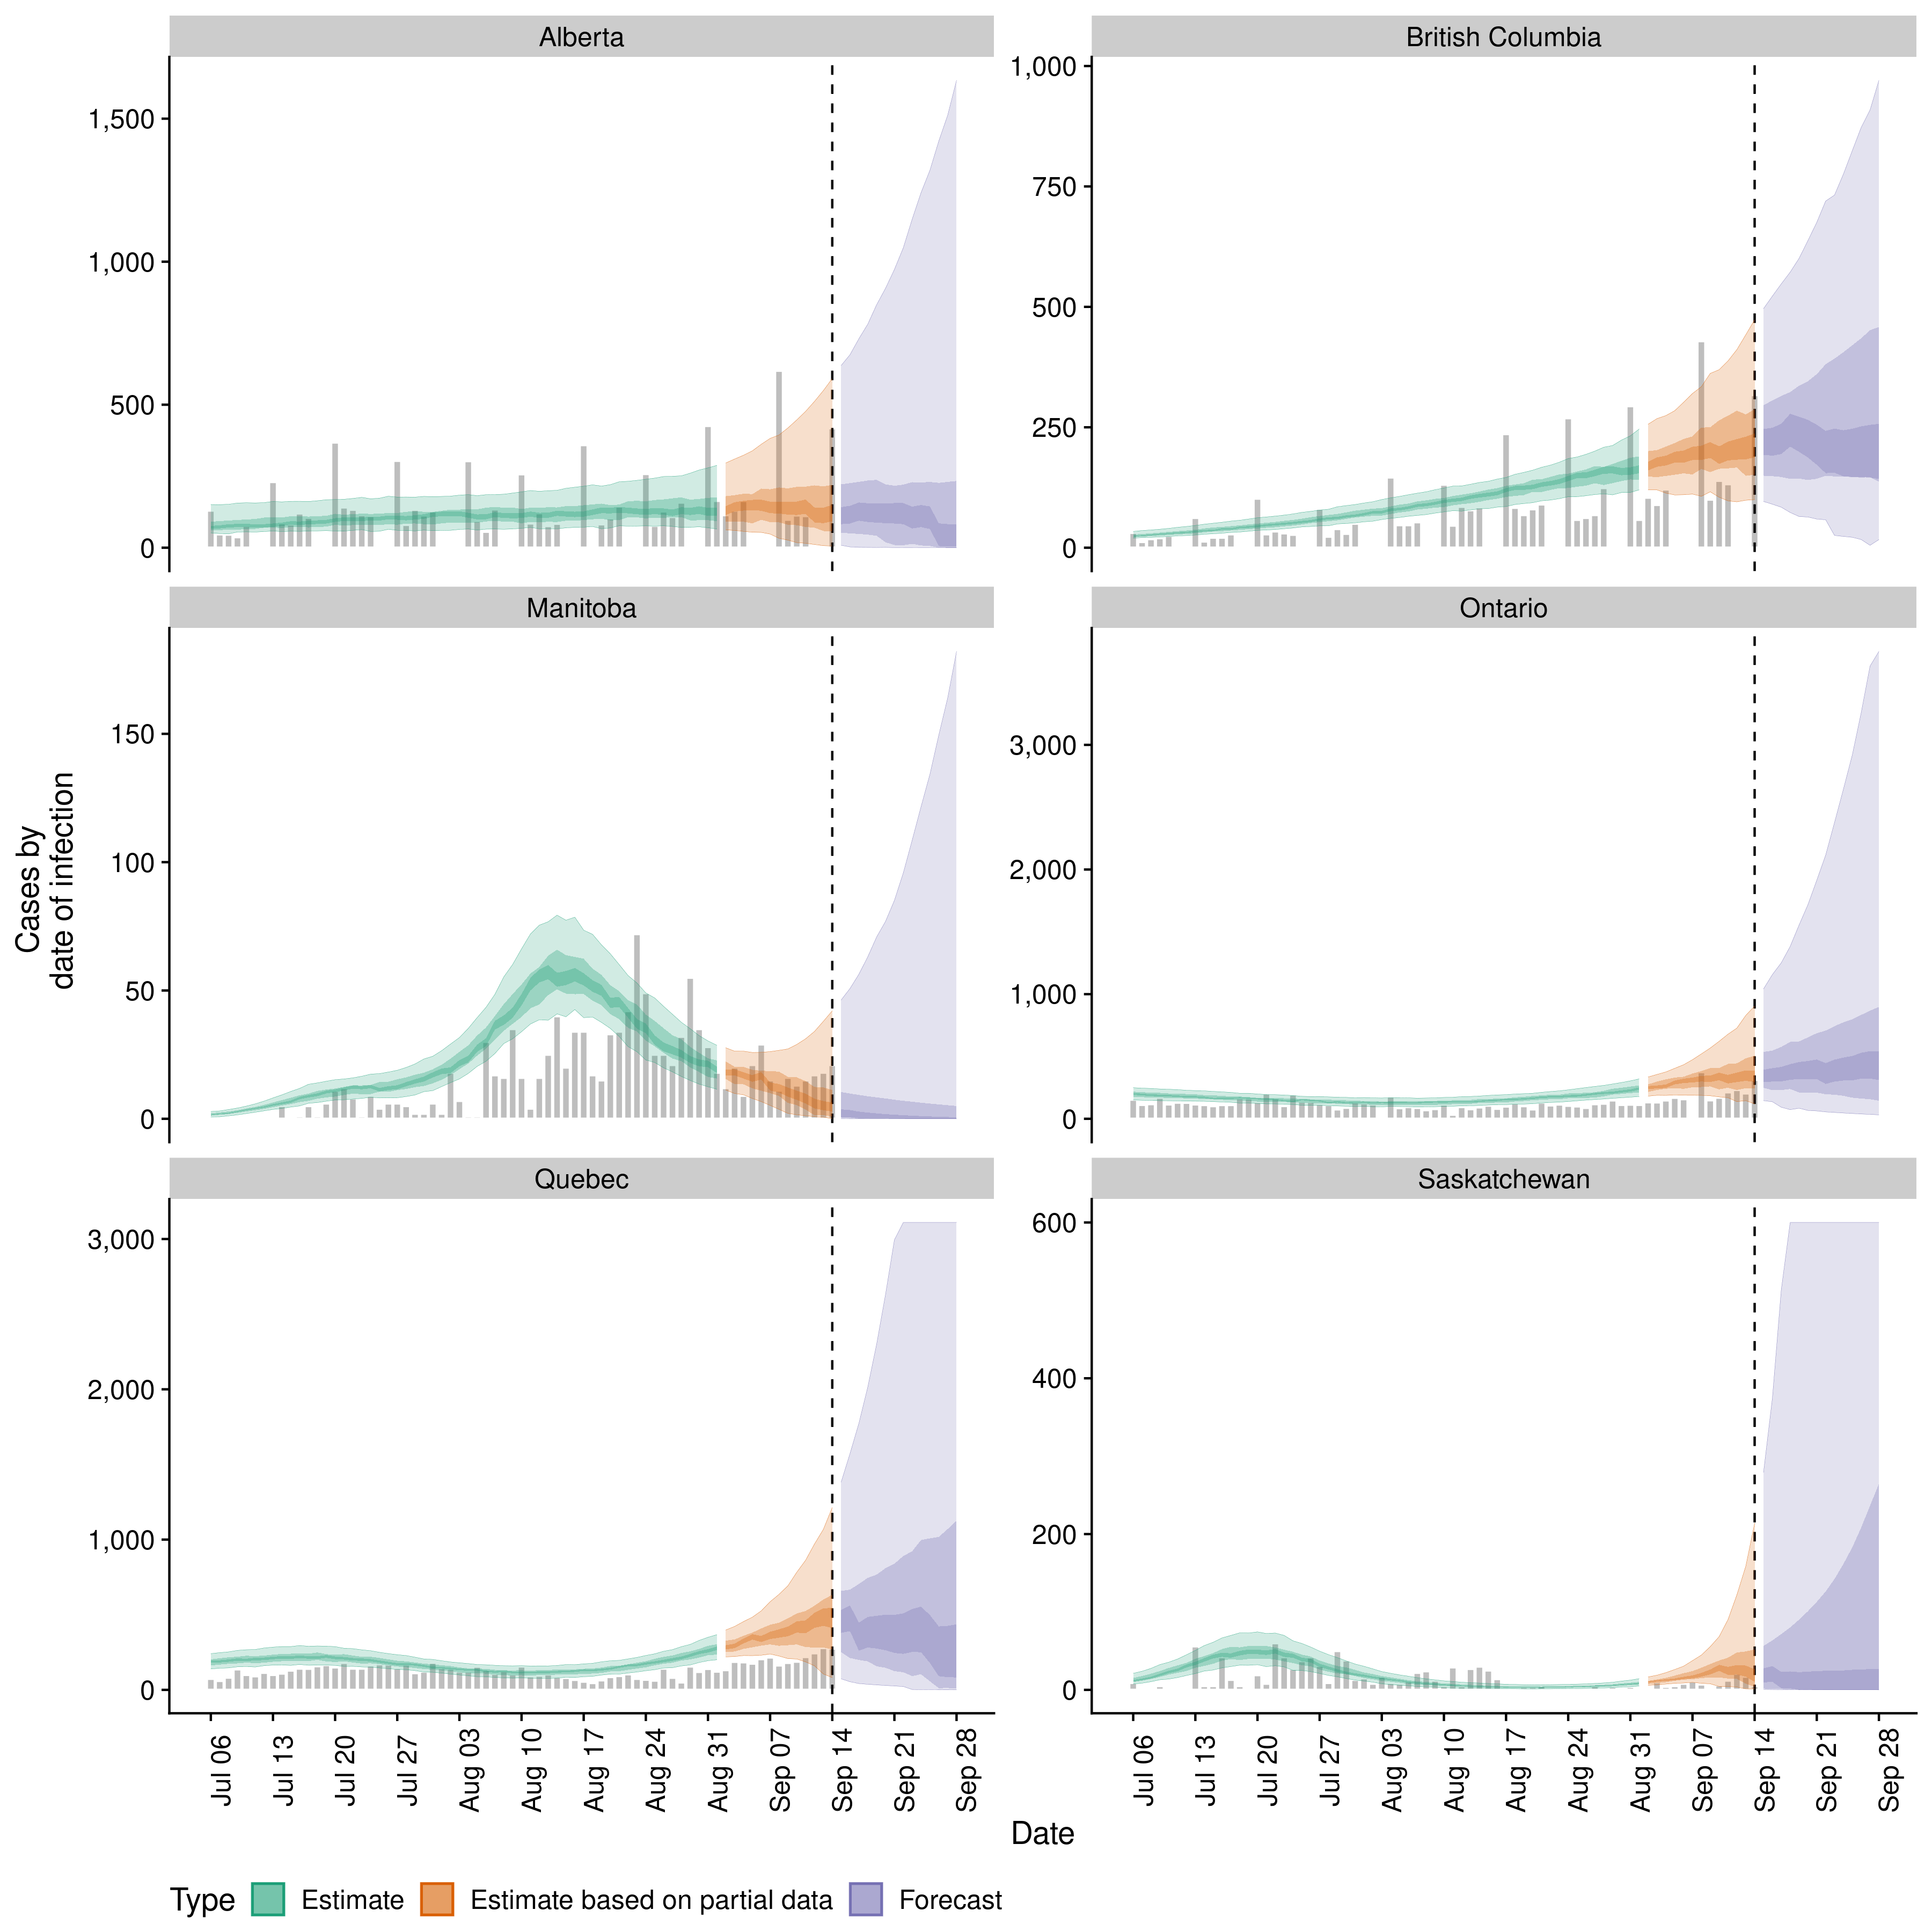 Alberta
British Columbia
1,500
1,000
500
0
1,000
750
500
250
0
Manitoba
Ontario
150
100
50
0
3,000
2,000
1,000
0
Cases by
date of infection
Quebec
Saskatchewan
3,000
2,000
1,000
0
600
400
200
0
Jul 06
Jul 13
Jul 20
Jul 27
Aug 03
Aug 10
Aug 17
Aug 24
Aug 31
Sep 07
Sep 14
Sep 21
Sep 28
Jul 06
Jul 13
Jul 20
Jul 27
Aug 03
Aug 10
Aug 17
Aug 24
Aug 31
Sep 07
Sep 14
Sep 21
Sep 28
Date
Type Estimate Estimate based on partial data Forecast